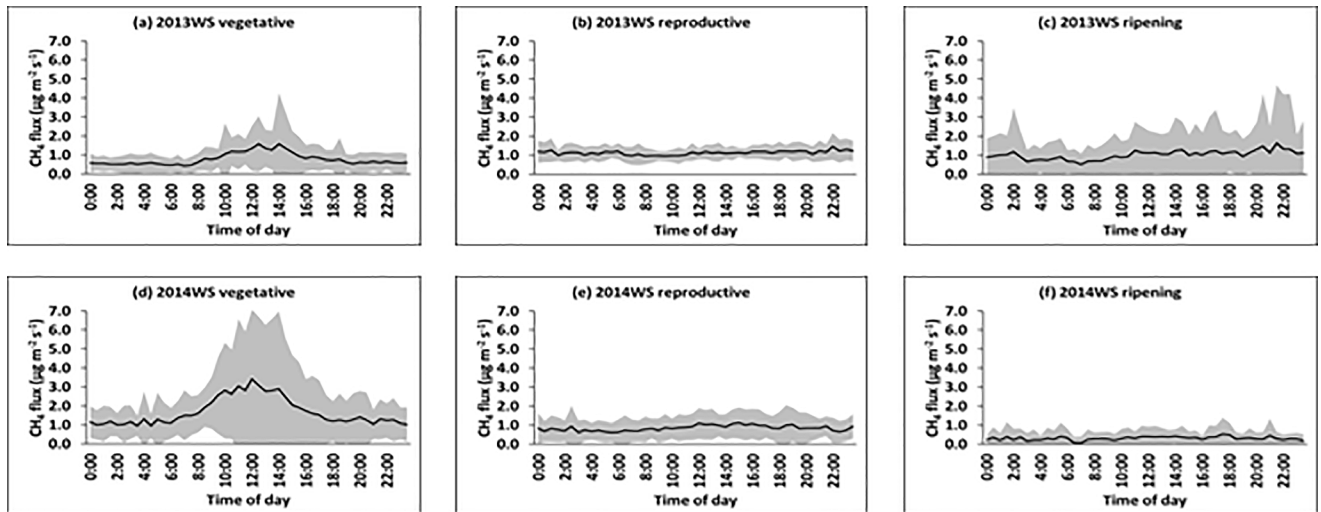 (a) 2013WS vegetative
7.0
6.0
5.0
4.0
3.0
2.0
1.0
0.0
CH₄ flux (µg m⁻² s⁻¹)
0:00 2:00 4:00 6:00 8:00 10:00 12:00 14:00 16:00 18:00 20:00 22:00
Time of day
(b) 2013WS reproductive
7.0
6.0
5.0
4.0
3.0
2.0
1.0
0.0
CH₄ flux (µg m⁻² s⁻¹)
0:00 2:00 4:00 6:00 8:00 10:00 12:00 14:00 16:00 18:00 20:00 22:00
Time of day
(c) 2013WS ripening
7.0
6.0
5.0
4.0
3.0
2.0
1.0
0.0
CH₄ flux (µg m⁻² s⁻¹)
0:00 2:00 4:00 6:00 8:00 10:00 12:00 14:00 16:00 18:00 20:00 22:00
Time of day
(d) 2014WS vegetative
7.0
6.0
5.0
4.0
3.0
2.0
1.0
0.0
CH₄ flux (µg m⁻² s⁻¹)
0:00 2:00 4:00 6:00 8:00 10:00 12:00 14:00 16:00 18:00 20:00 22:00
Time of day
(e) 2014WS reproductive
7.0
6.0
5.0
4.0
3.0
2.0
1.0
0.0
CH₄ flux (µg m⁻² s⁻¹)
0:00 2:00 4:00 6:00 8:00 10:00 12:00 14:00 16:00 18:00 20:00 22:00
Time of day
(f) 2014WS ripening
7.0
6.0
5.0
4.0
3.0
2.0
1.0
0.0
CH₄ flux (µg m⁻² s⁻¹)
0:00 2:00 4:00 6:00 8:00 10:00 12:00 14:00 16:00 18:00 20:00 22:00
Time of day